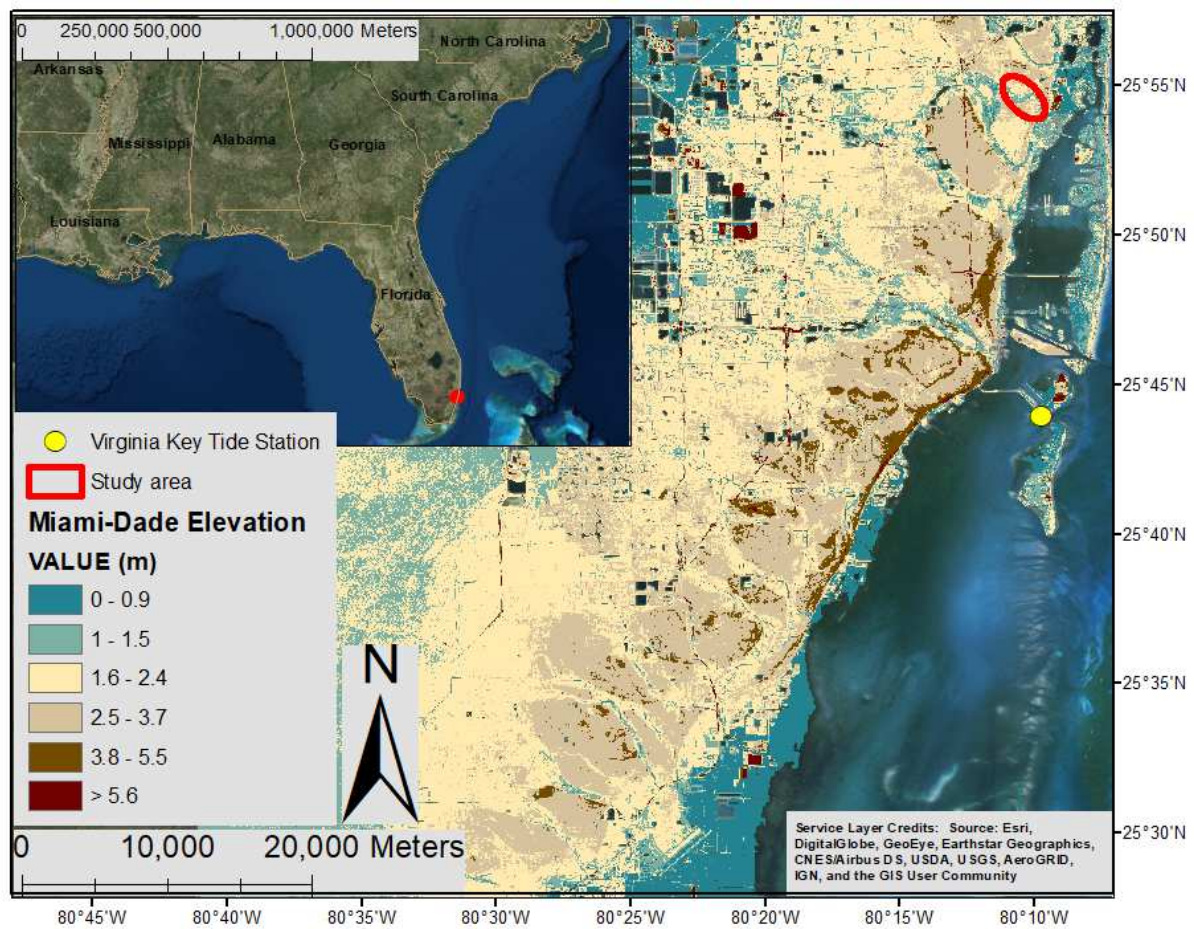 0 250,000 500,000 1,000,000 Meters
North Carolina
Arkansas
South Carolina
Mississippi Alabama Georgia
Louisiana
Florida
Virginia Key Tide Station
Study area
Miami-Dade Elevation
VALUE (m)
0 - 0.9
1 - 1.5
1.6 - 2.4
2.5 - 3.7
3.8 - 5.5
> 5.6
N
0 10,000 20,000 Meters
Service Layer Credits: Source: Esri,
DigitalGlobe, GeoEye, Earthstar Geographics,
CNES/Airbus DS, USDA, USGS, AeroGRID,
IGN, and the GIS User Community
25°55'N
25°50'N
25°45'N
25°40'N
25°35'N
25°30'N
80°45'W 80°40'W 80°35'W 80°30'W 80°25'W 80°20'W 80°15'W 80°10'W